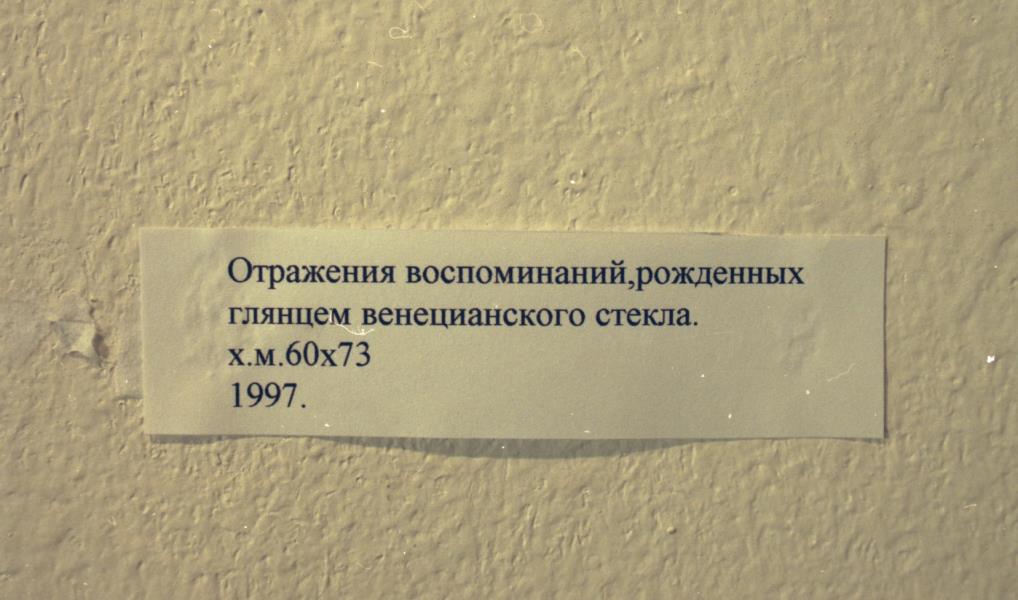 Отражения воспоминаний,рожденных
глянцем венецианского стекла.
х.м.60х73
1997.